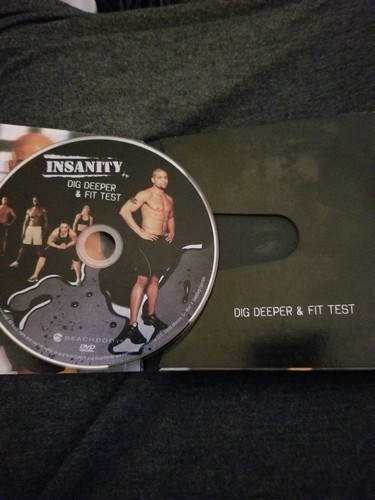 INSANITY
DIG DEEPER
& FIT TEST
BEACHBODY
DVD
DIG DEEPER & FIT TEST